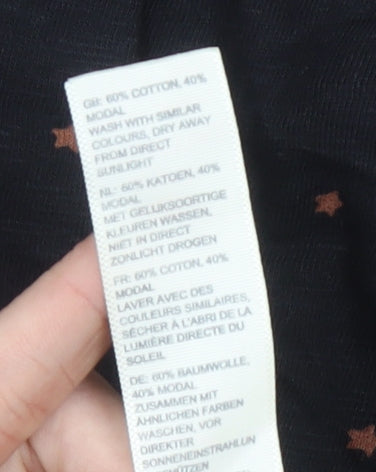 GB: 60% COTTON, 40%
MODAL
WASH WITH SIMILAR
COLOURS, DRY AWAY
FROM DIRECT
SUNLIGHT
NL: 60% KATOEN, 40%
MODAL
MET GELIJKSOORTIGE
KLEUREN WASSEN,
NIET IN DIRECT
ZONLICHT DROGEN
FR: 60% COTON, 40%
MODAL
LAVER AVEC DES
COULEURS SIMILAIRES,
SÉCHER À L'ABRI DE LA
LUMIÈRE DIRECTE DU
SOLEIL
DE: 60% BAUMWOLLE,
40% MODAL
ZUSAMMEN MIT
ÄHNLICHEN FARBEN
WASCHEN, VOR
DIREKTER
SONNENEINSTRAHLUN